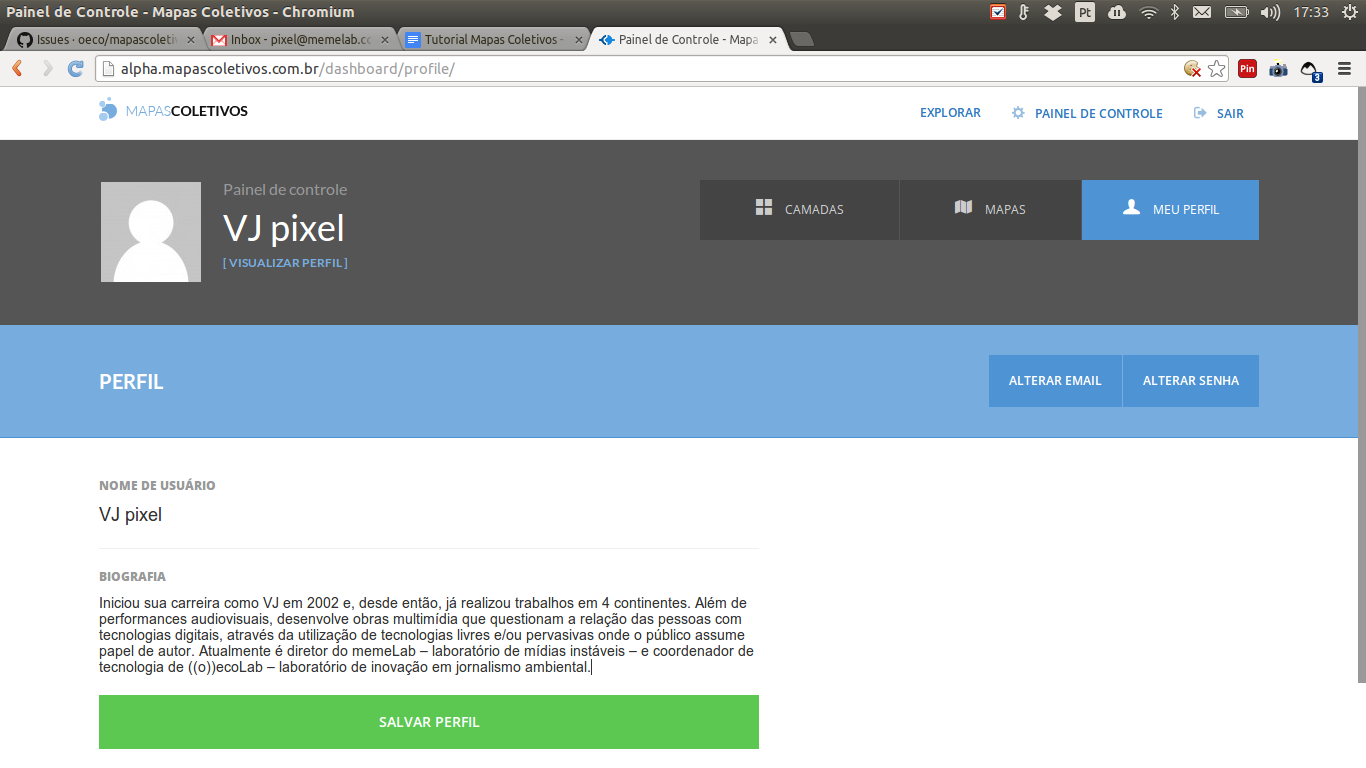 Painel de Controle - Mapas Coletivos - Chromium
Pt
17:33
Issues · oeco/mapascoletiv
Inbox - pixel@memelab.co
Tutorial Mapas Coletivos -
Painel de Controle - Mapa
alpha.mapascoletivos.com.br/dashboard/profile/
Pin
3
MAPASCOLETIVOS
EXPLORAR
PAINEL DE CONTROLE
SAIR
Painel de controle
VJ pixel
[ VISUALIZAR PERFIL ]
CAMADAS
MAPAS
MEU PERFIL
PERFIL
ALTERAR EMAIL
ALTERAR SENHA
NOME DE USUÁRIO
VJ pixel
BIOGRAFIA
Iniciou sua carreira como VJ em 2002 e, desde então, já realizou trabalhos em 4 continentes. Além de
performances audiovisuais, desenvolve obras multimídia que questionam a relação das pessoas com
tecnologias digitais, através da utilização de tecnologias livres e/ou pervasivas onde o público assume
papel de autor. Atualmente é diretor do memeLab – laboratório de mídias instáveis – e coordenador de
tecnologia de ((o))ecoLab – laboratório de inovação em jornalismo ambiental.
SALVAR PERFIL